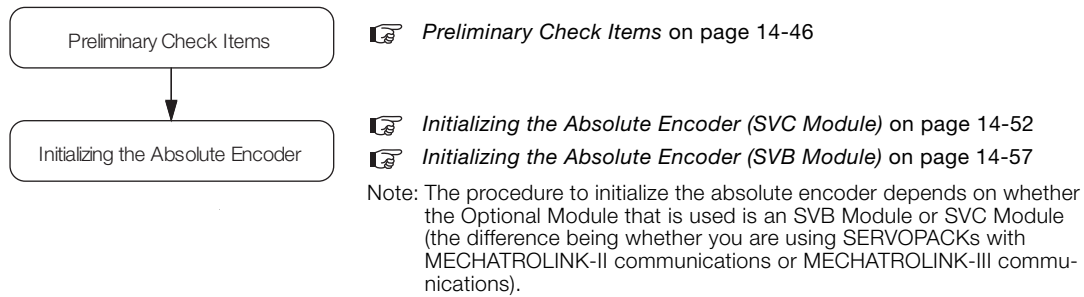 Preliminary Check Items
Preliminary Check Items on page 14-46
Initializing the Absolute Encoder
Initializing the Absolute Encoder (SVC Module) on page 14-52
Initializing the Absolute Encoder (SVB Module) on page 14-57
Note: The procedure to initialize the absolute encoder depends on whether
the Optional Module that is used is an SVB Module or SVC Module
(the difference being whether you are using SERVOPACKs with
MECHATROLINK-II communications or MECHATROLINK-III commu-
nications).